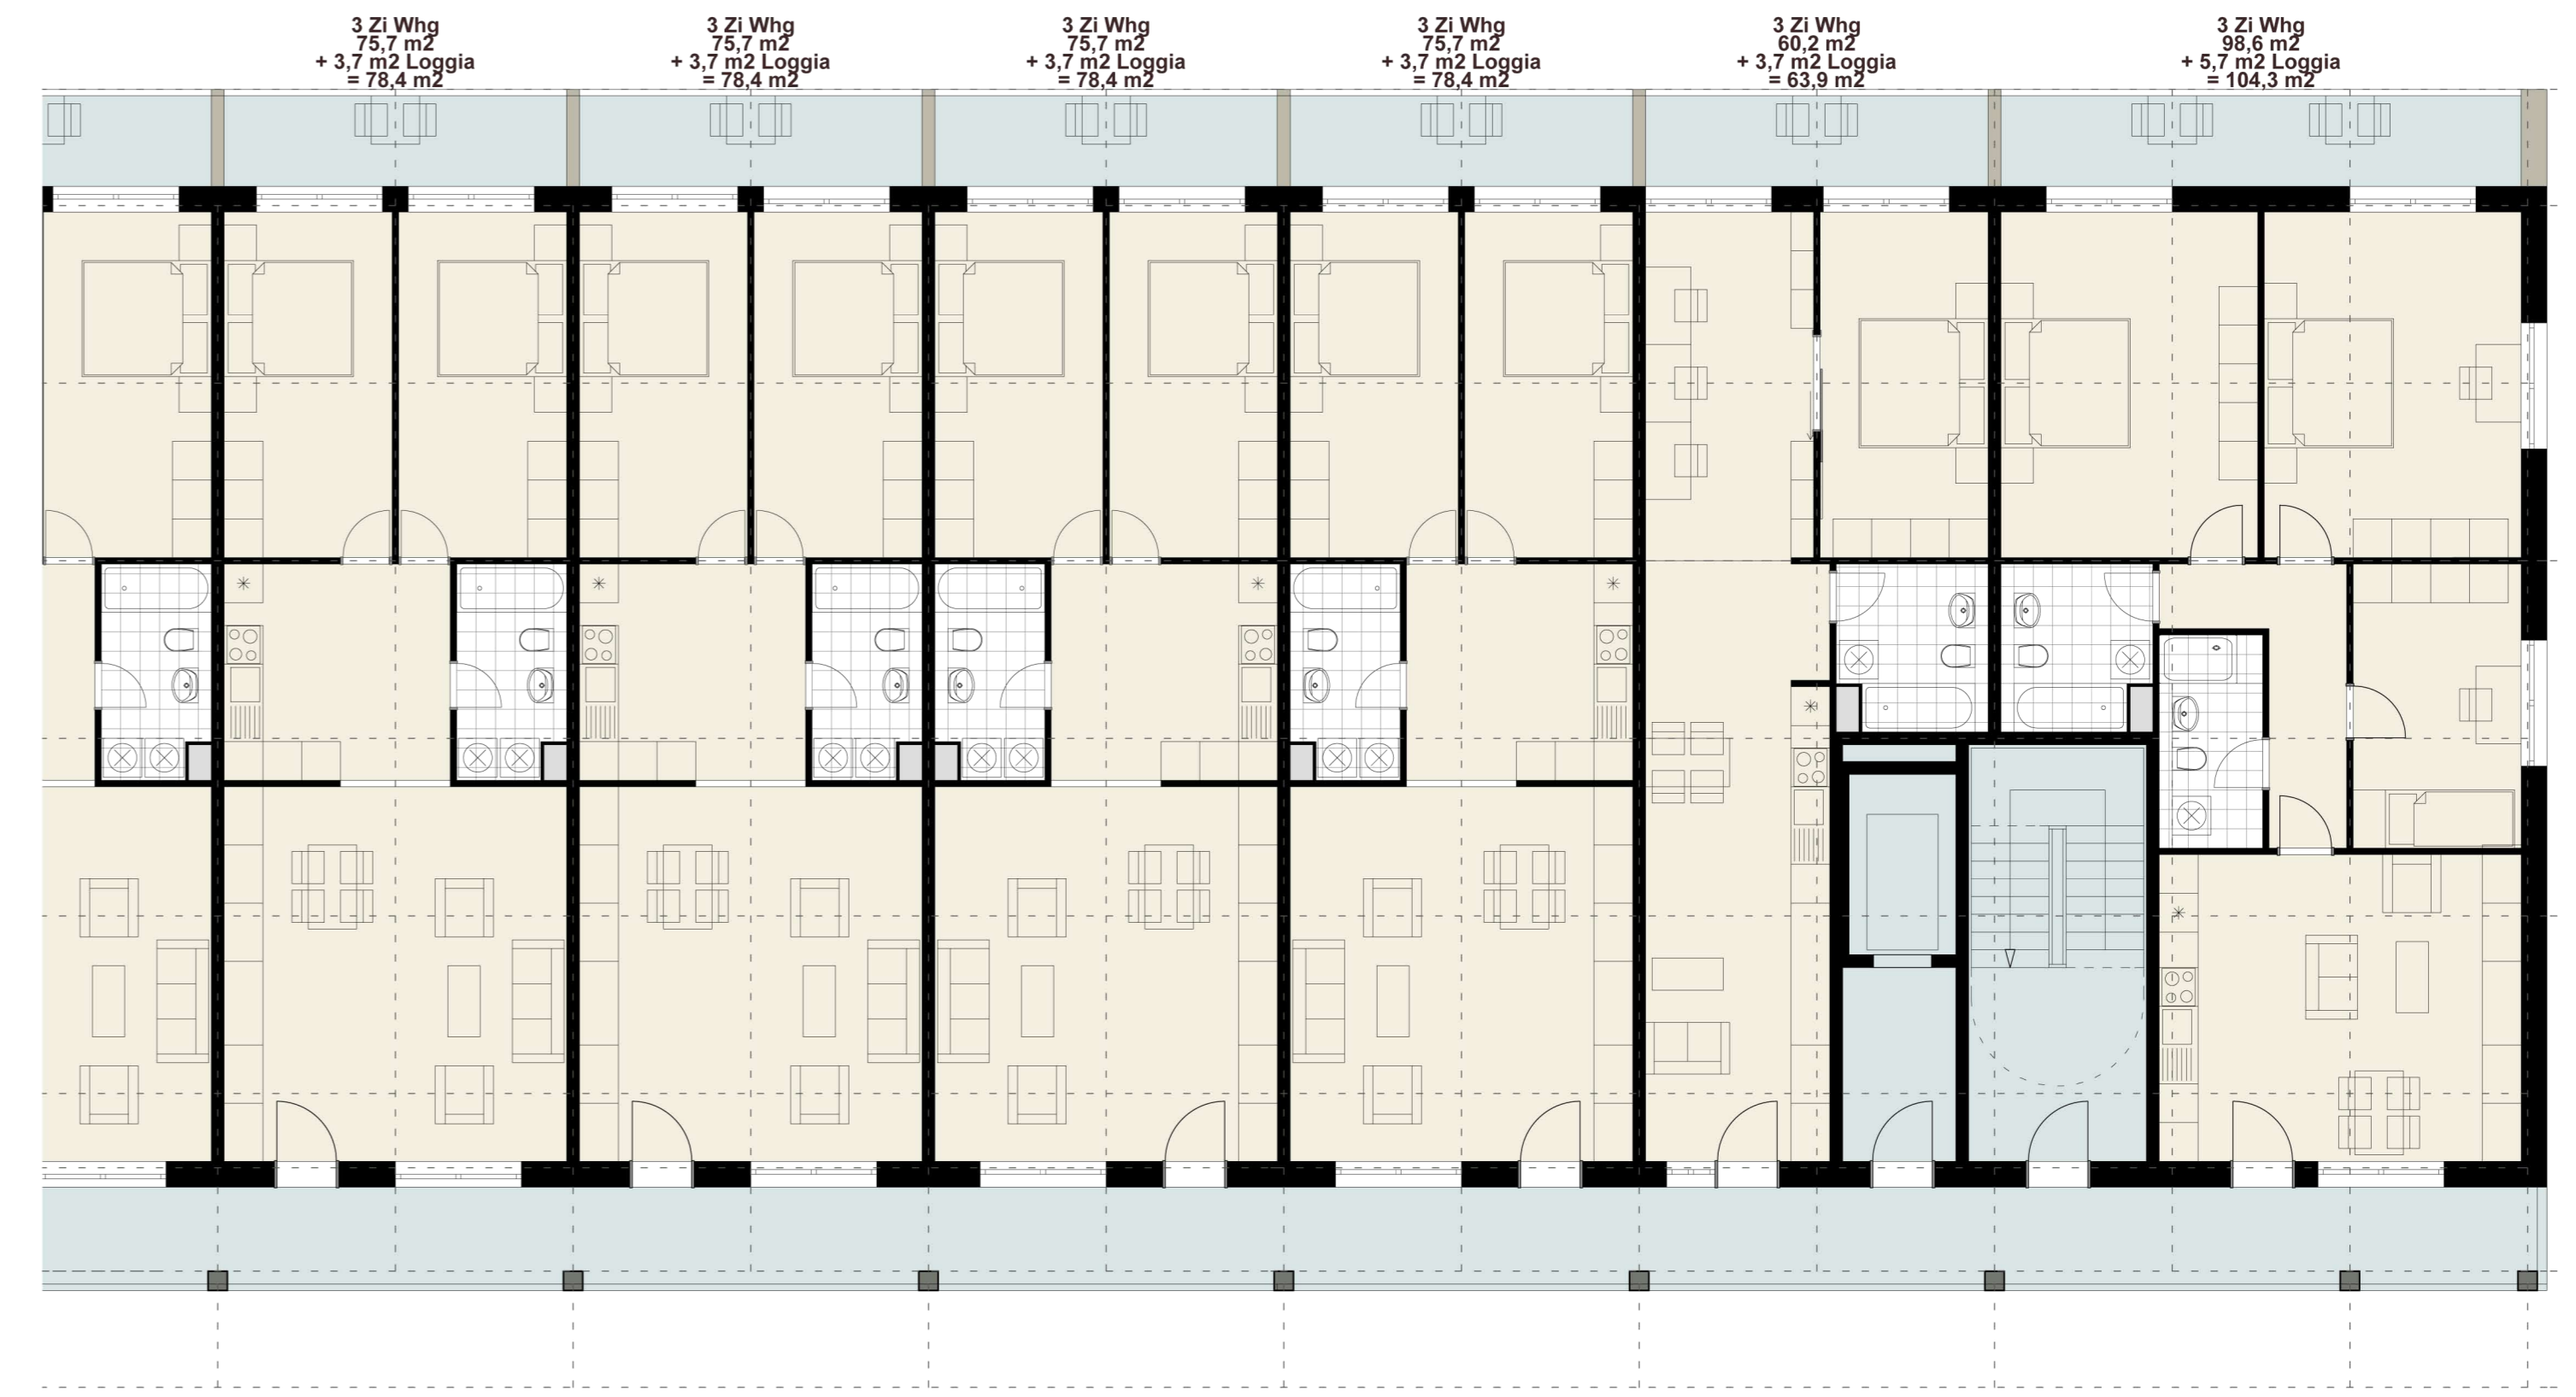 3 Zi Whg
75,7 m2
+ 3,7 m2 Loggia
= 78,4 m2
3 Zi Whg
75,7 m2
+ 3,7 m2 Loggia
= 78,4 m2
3 Zi Whg
75,7 m2
+ 3,7 m2 Loggia
= 78,4 m2
3 Zi Whg
75,7 m2
+ 3,7 m2 Loggia
= 78,4 m2
3 Zi Whg
60,2 m2
+ 3,7 m2 Loggia
= 63,9 m2
3 Zi Whg
98,6 m2
+ 5,7 m2 Loggia
= 104,3 m2